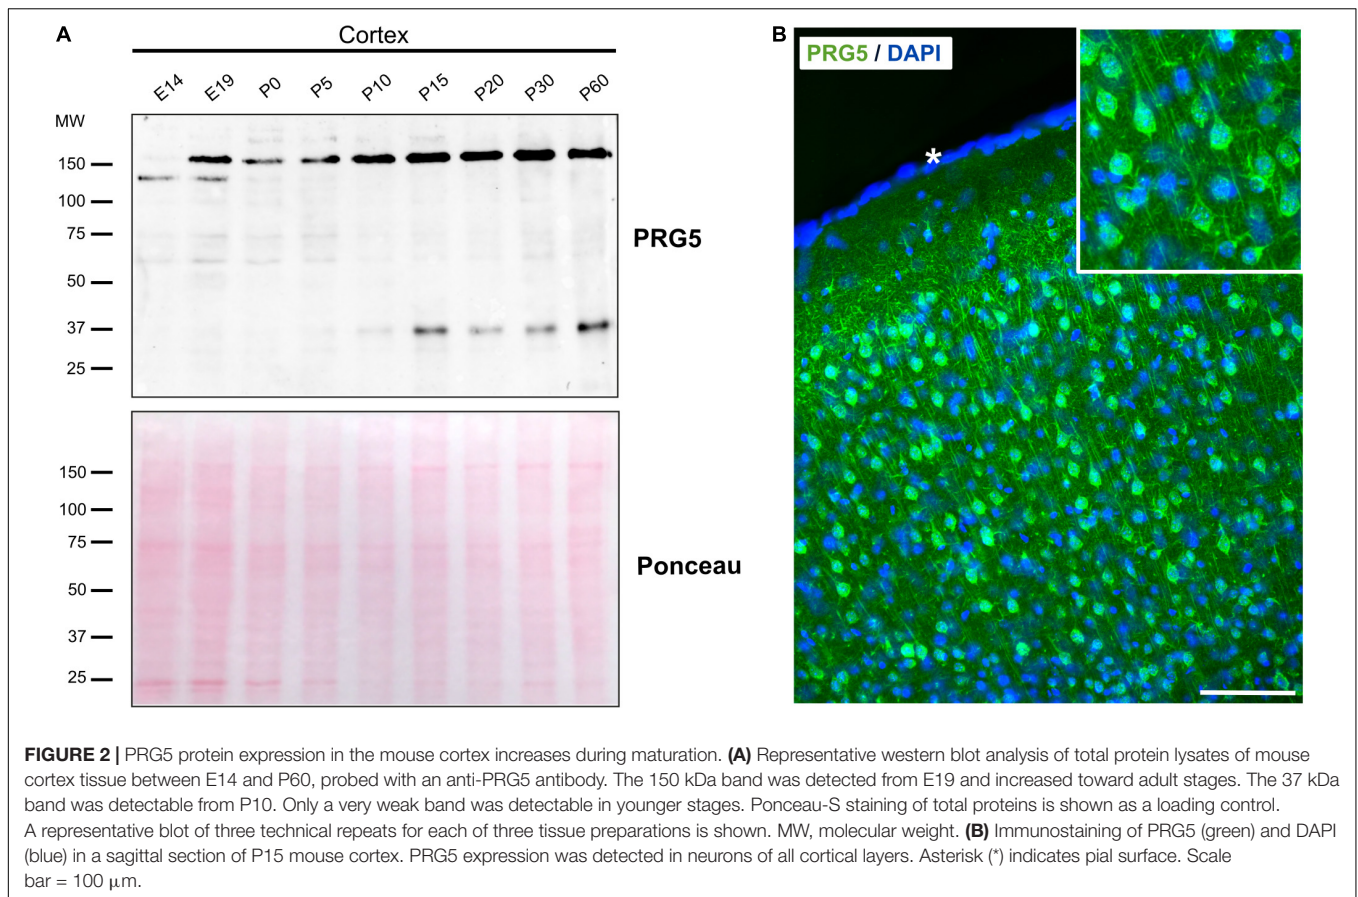 A
Cortex
E14 E19 P0 P5 P10 P15 P20 P30 P60
MW
150
100
75
50
37
25
PRG5
150
100
75
50
37
25
Ponceau
B
PRG5 / DAPI
*
FIGURE 2 | PRG5 protein expression in the mouse cortex increases during maturation. (A) Representative western blot analysis of total protein lysates of mouse
cortex tissue between E14 and P60, probed with an anti-PRG5 antibody. The 150 kDa band was detected from E19 and increased toward adult stages. The 37 kDa
band was detectable from P10. Only a very weak band was detectable in younger stages. Ponceau-S staining of total proteins is shown as a loading control.
A representative blot of three technical repeats for each of three tissue preparations is shown. MW, molecular weight. (B) Immunostaining of PRG5 (green) and DAPI
(blue) in a sagittal section of P15 mouse cortex. PRG5 expression was detected in neurons of all cortical layers. Asterisk (*) indicates pial surface. Scale
bar = 100 μm.